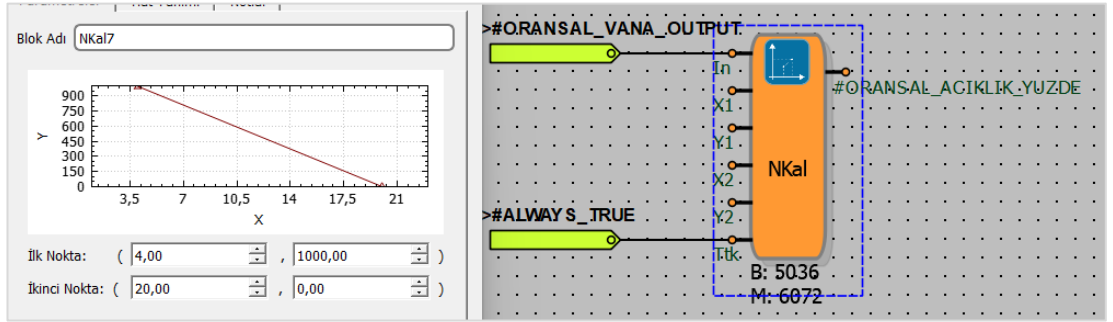 Blok Adı NKal7
900
750
600
450
300
150
0
Y
3,5 7 10,5 14 17,5 21
X
İlk Nokta: ( 4,00 , 1000,00 )
İkinci Nokta: ( 20,00 , 0,00 )
>#ORANSAL_VANA_OUTPUT
In
X1
Y1
X2
Y2
Ttk
NKal
#ORANSAL_ACIKLIK_YUZDE
>#ALWAYS_TRUE
B: 5036
M: 6072